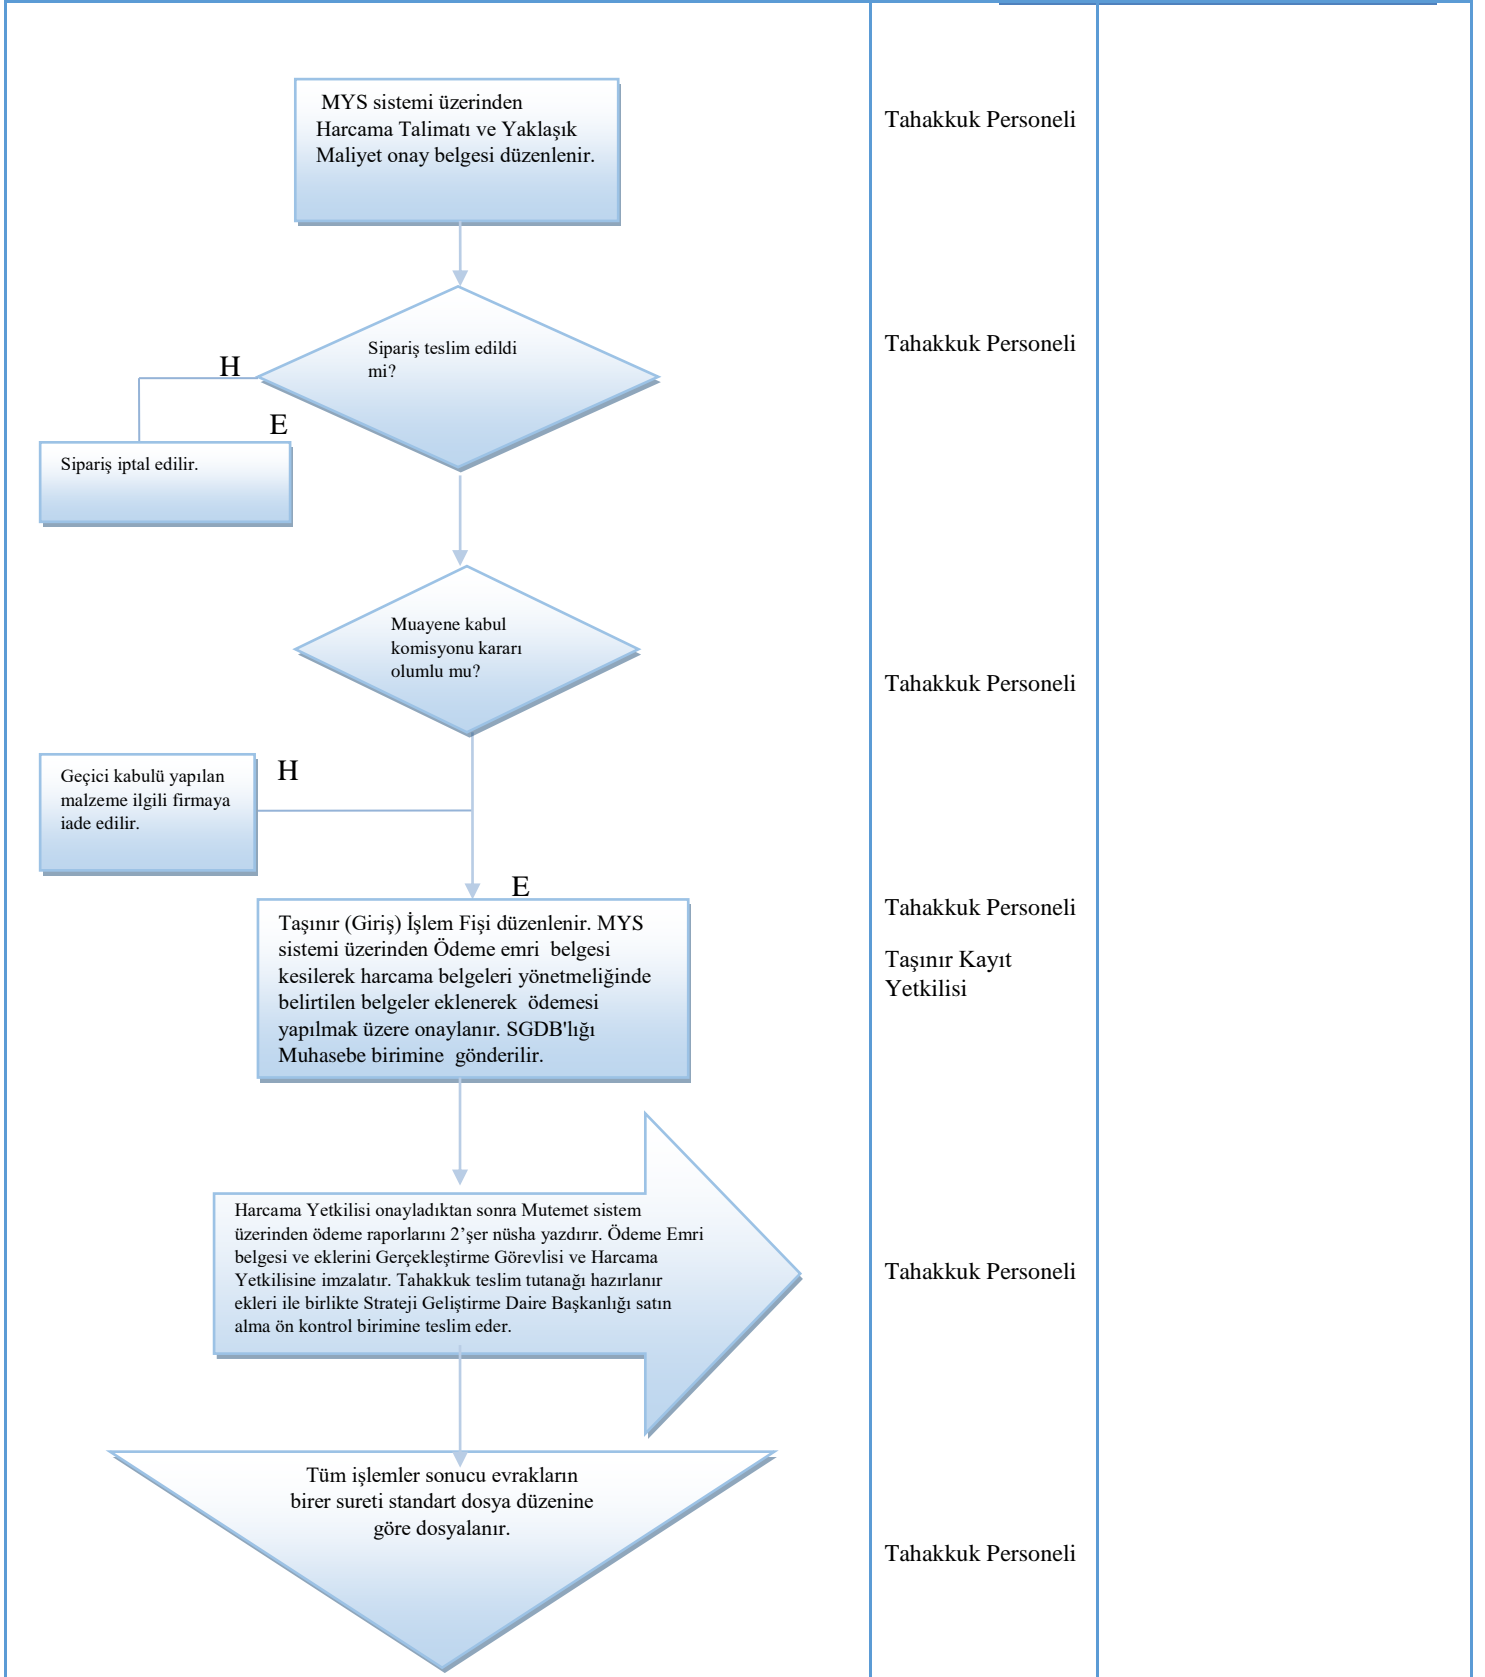 MYS sistemi üzerinden
Harcama Talimatı ve Yaklaşık
Maliyet onay belgesi düzenlenir.
Tahakkuk Personeli
Sipariş teslim edildi
mi?
Tahakkuk Personeli
H
E
Sipariş iptal edilir.
Muayene kabul
komisyonu kararı
olumlu mu?
Tahakkuk Personeli
Geçici kabulü yapılan
malzeme ilgili firmaya
iade edilir.
H
E
Taşınır (Giriş) İşlem Fişi düzenlenir. MYS
sistemi üzerinden Ödeme emri  belgesi
kesilerek harcama belgeleri yönetmeliğinde
belirtilen belgeler eklenerek  ödemesi
yapılmak üzere onaylanır. SGDB'lığı
Muhasebe birimine  gönderilir.
Tahakkuk Personeli
Taşınır Kayıt
Yetkilisi
Harcama Yetkilisi onayladıktan sonra Mutemet sistem
üzerinden ödeme raporlarını 2’şer nüsha yazdırır. Ödeme Emri
belgesi ve eklerini Gerçekleştirme Görevlisi ve Harcama
Yetkilisine imzalatır. Tahakkuk teslim tutanağı hazırlanır
ekleri ile birlikte Strateji Geliştirme Daire Başkanlığı satın
alma ön kontrol birimine teslim eder.
Tahakkuk Personeli
Tüm işlemler sonucu evrakların
birer sureti standart dosya düzenine
göre dosyalanır.
Tahakkuk Personeli